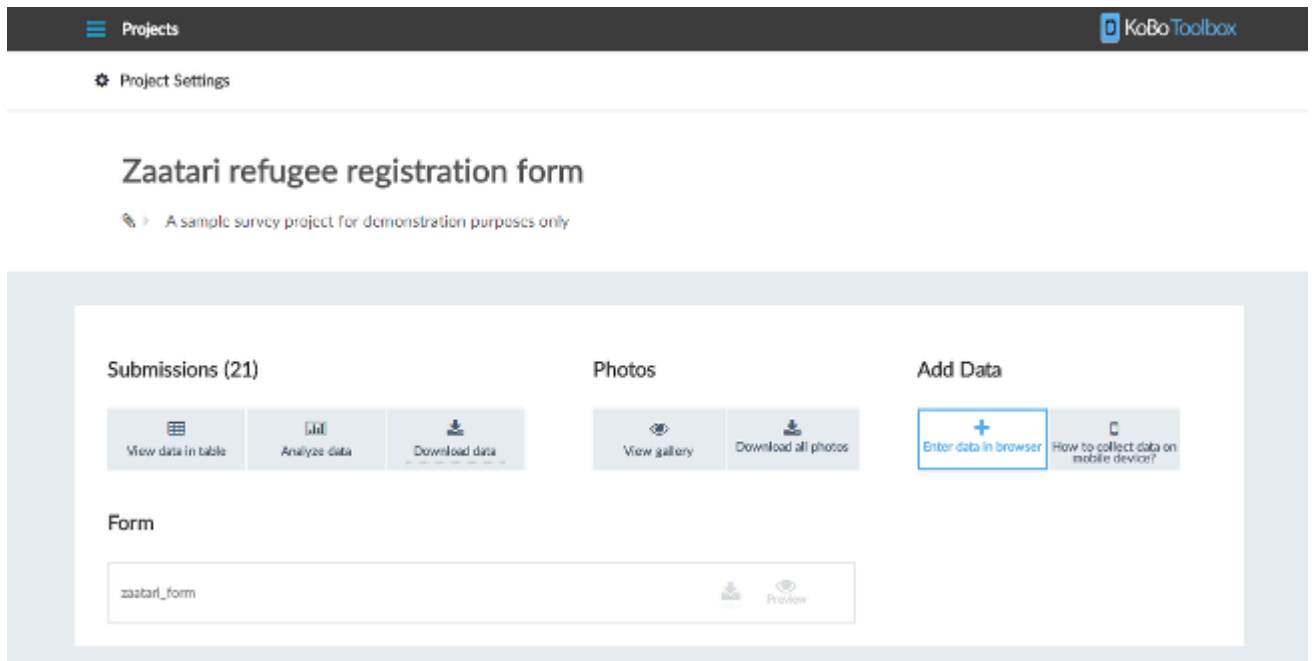 Projects
KoBoToolbox
Project Settings
Zaatari refugee registration form
A sample survey project for demonstration purposes only
Submissions (21)
Photos
Add Data
View data in table
Analyze data
Download data
View gallery
Download all photos
Enter data in browser
How to collect data on
mobile device?
Form
zaatari_form
Preview